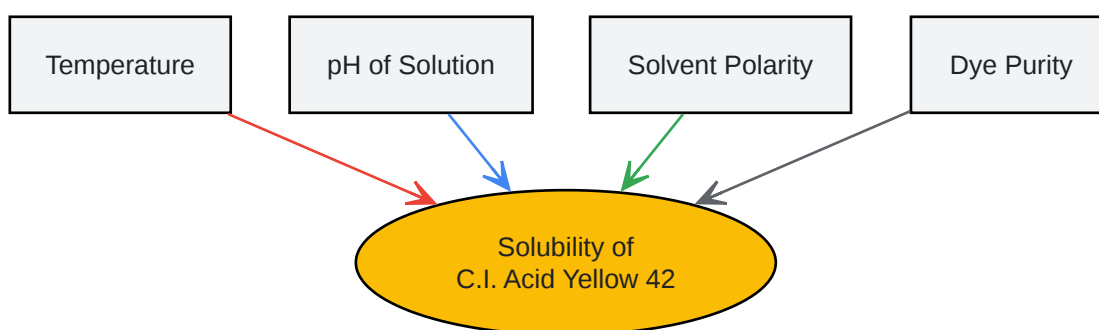 Temperature
pH of Solution
Solvent Polarity
Dye Purity
Solubility of
C.I. Acid Yellow 42